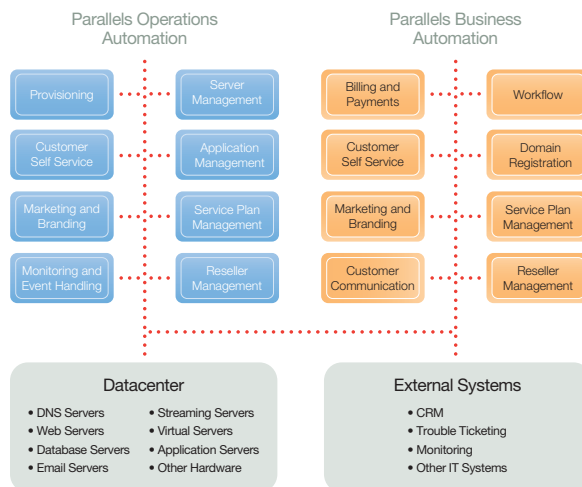 Parallels Operations
Automation
Provisioning
Server
Management
Customer
Self Service
Application
Management
Marketing and
Branding
Service Plan
Management
Monitoring and
Event Handling
Reseller
Management
Parallels Business
Automation
Billing and
Payments
Workflow
Customer
Self Service
Domain
Registration
Marketing and
Branding
Service Plan
Management
Customer
Communication
Reseller
Management
Datacenter
• DNS Servers
• Web Servers
• Database Servers
• Email Servers
• Streaming Servers
• Virtual Servers
• Application Servers
• Other Hardware
External Systems
• CRM
• Trouble Ticketing
• Monitoring
• Other IT Systems